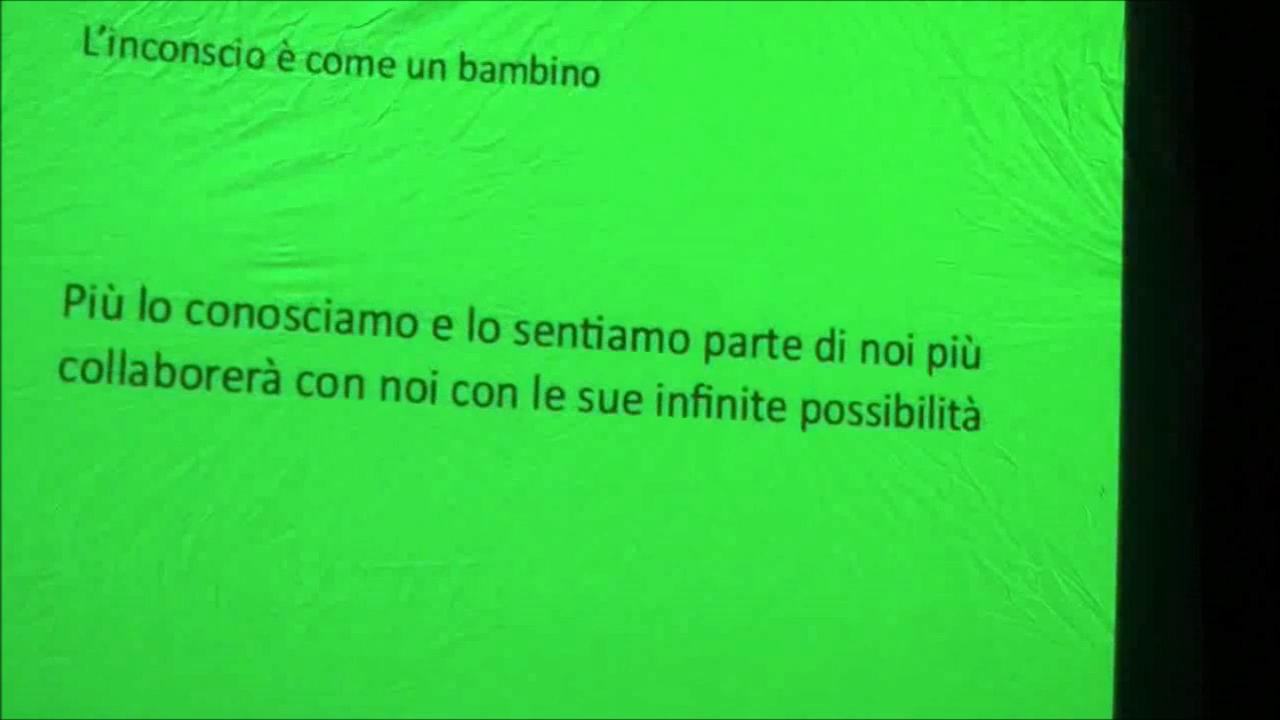 L’inconscio è come un bambino
Più lo conosciamo e lo sentiamo parte di noi più
collaborerà con noi con le sue infinite possibilità